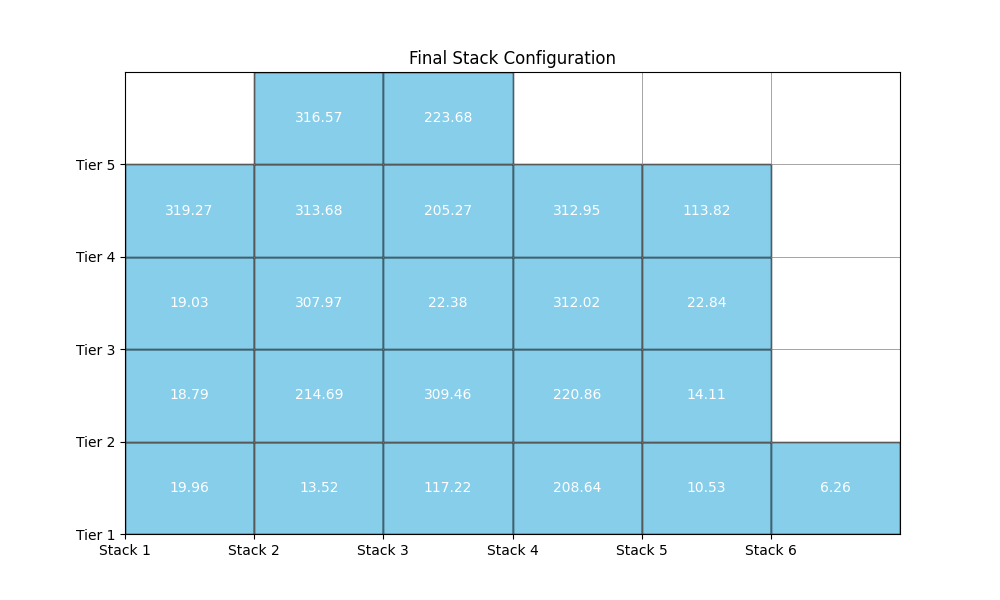 Final Stack Configuration
316.57 223.68
Tier 5
319.27 313.68 205.27 312.95 113.82
Tier 4
19.03 307.97 22.38 312.02 22.84
Tier 3
18.79 214.69 309.46 220.86 14.11
Tier 2
19.96 13.52 117.22 208.64 10.53 6.26
Tier 1
Stack 1 Stack 2 Stack 3 Stack 4 Stack 5 Stack 6